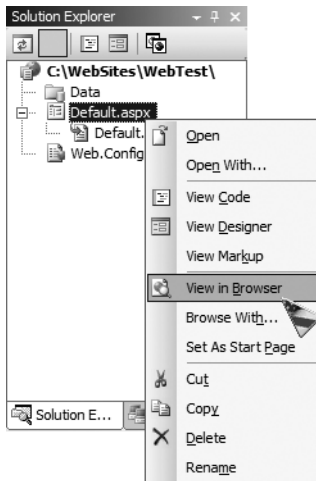 Solution Explorer
C:\WebSites\WebTest\
Data
Default.aspx
Default.
Web.Config
Open
Open With...
View Code
View Designer
View Markup
View in Browser
Browse With...
Set As Start Page
Cut
Copy
Delete
Rename
Solution E...